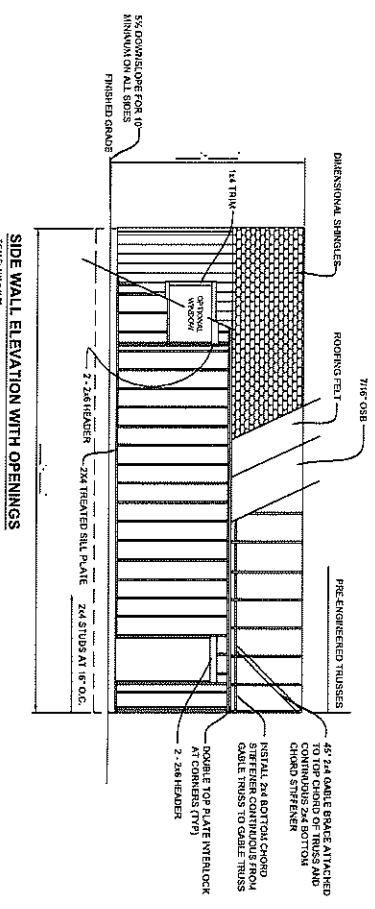 7/16" OSB
ROOFING FELT
DIMENSIONAL SHINGLES
PRE-ENGINEERED TRUSSES
45° 2x4 GABLE BRACE ATTACHED
TO TOP CHORD OF TRUSS AND
CONTINUOUS 2x4 BOTTOM
CHORD STIFFENER
INSTALL 2x4 BOTTOM CHORD
STIFFENER CONTINUOUS FROM
GABLE TRUSS TO GABLE TRUSS
DOUBLE TOP PLATE INTERLOCK
AT CORNERS (TYP)
2 - 2x6 HEADER
1x4 TRIM
OPTIONAL
WINDOW
5% DOWNSLOPE FOR 10'
MINIMUM ON ALL SIDES
FINISHED GRADE
2 - 2x6 HEADER
2X4 TREATED SILL PLATE
2x4 STUDS AT 16" O.C.
SIDE WALL ELEVATION WITH OPENINGS